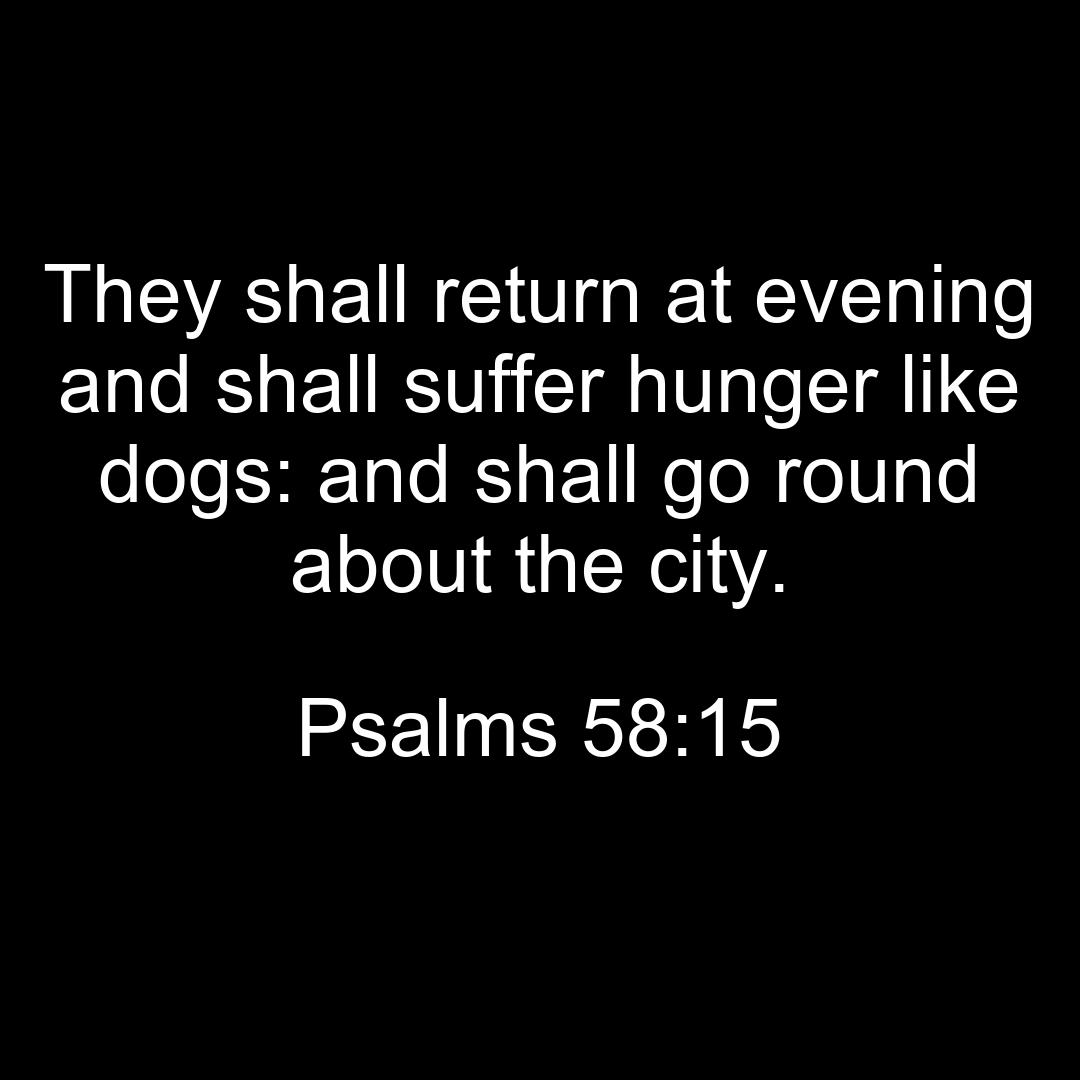 They shall return at evening
and shall suffer hunger like
dogs: and shall go round
about the city.
Psalms 58:15